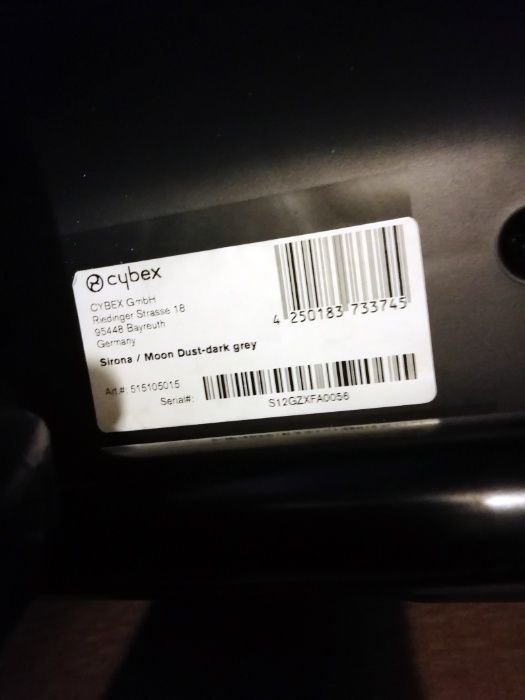 cybex
CYBEX GmbH
Riedinger Strasse 18
95448 Bayreuth
Germany
4 250183 733745
Sirona / Moon Dust-dark grey
Art.#: 515105015
Serial#:
S12GZXFA0056